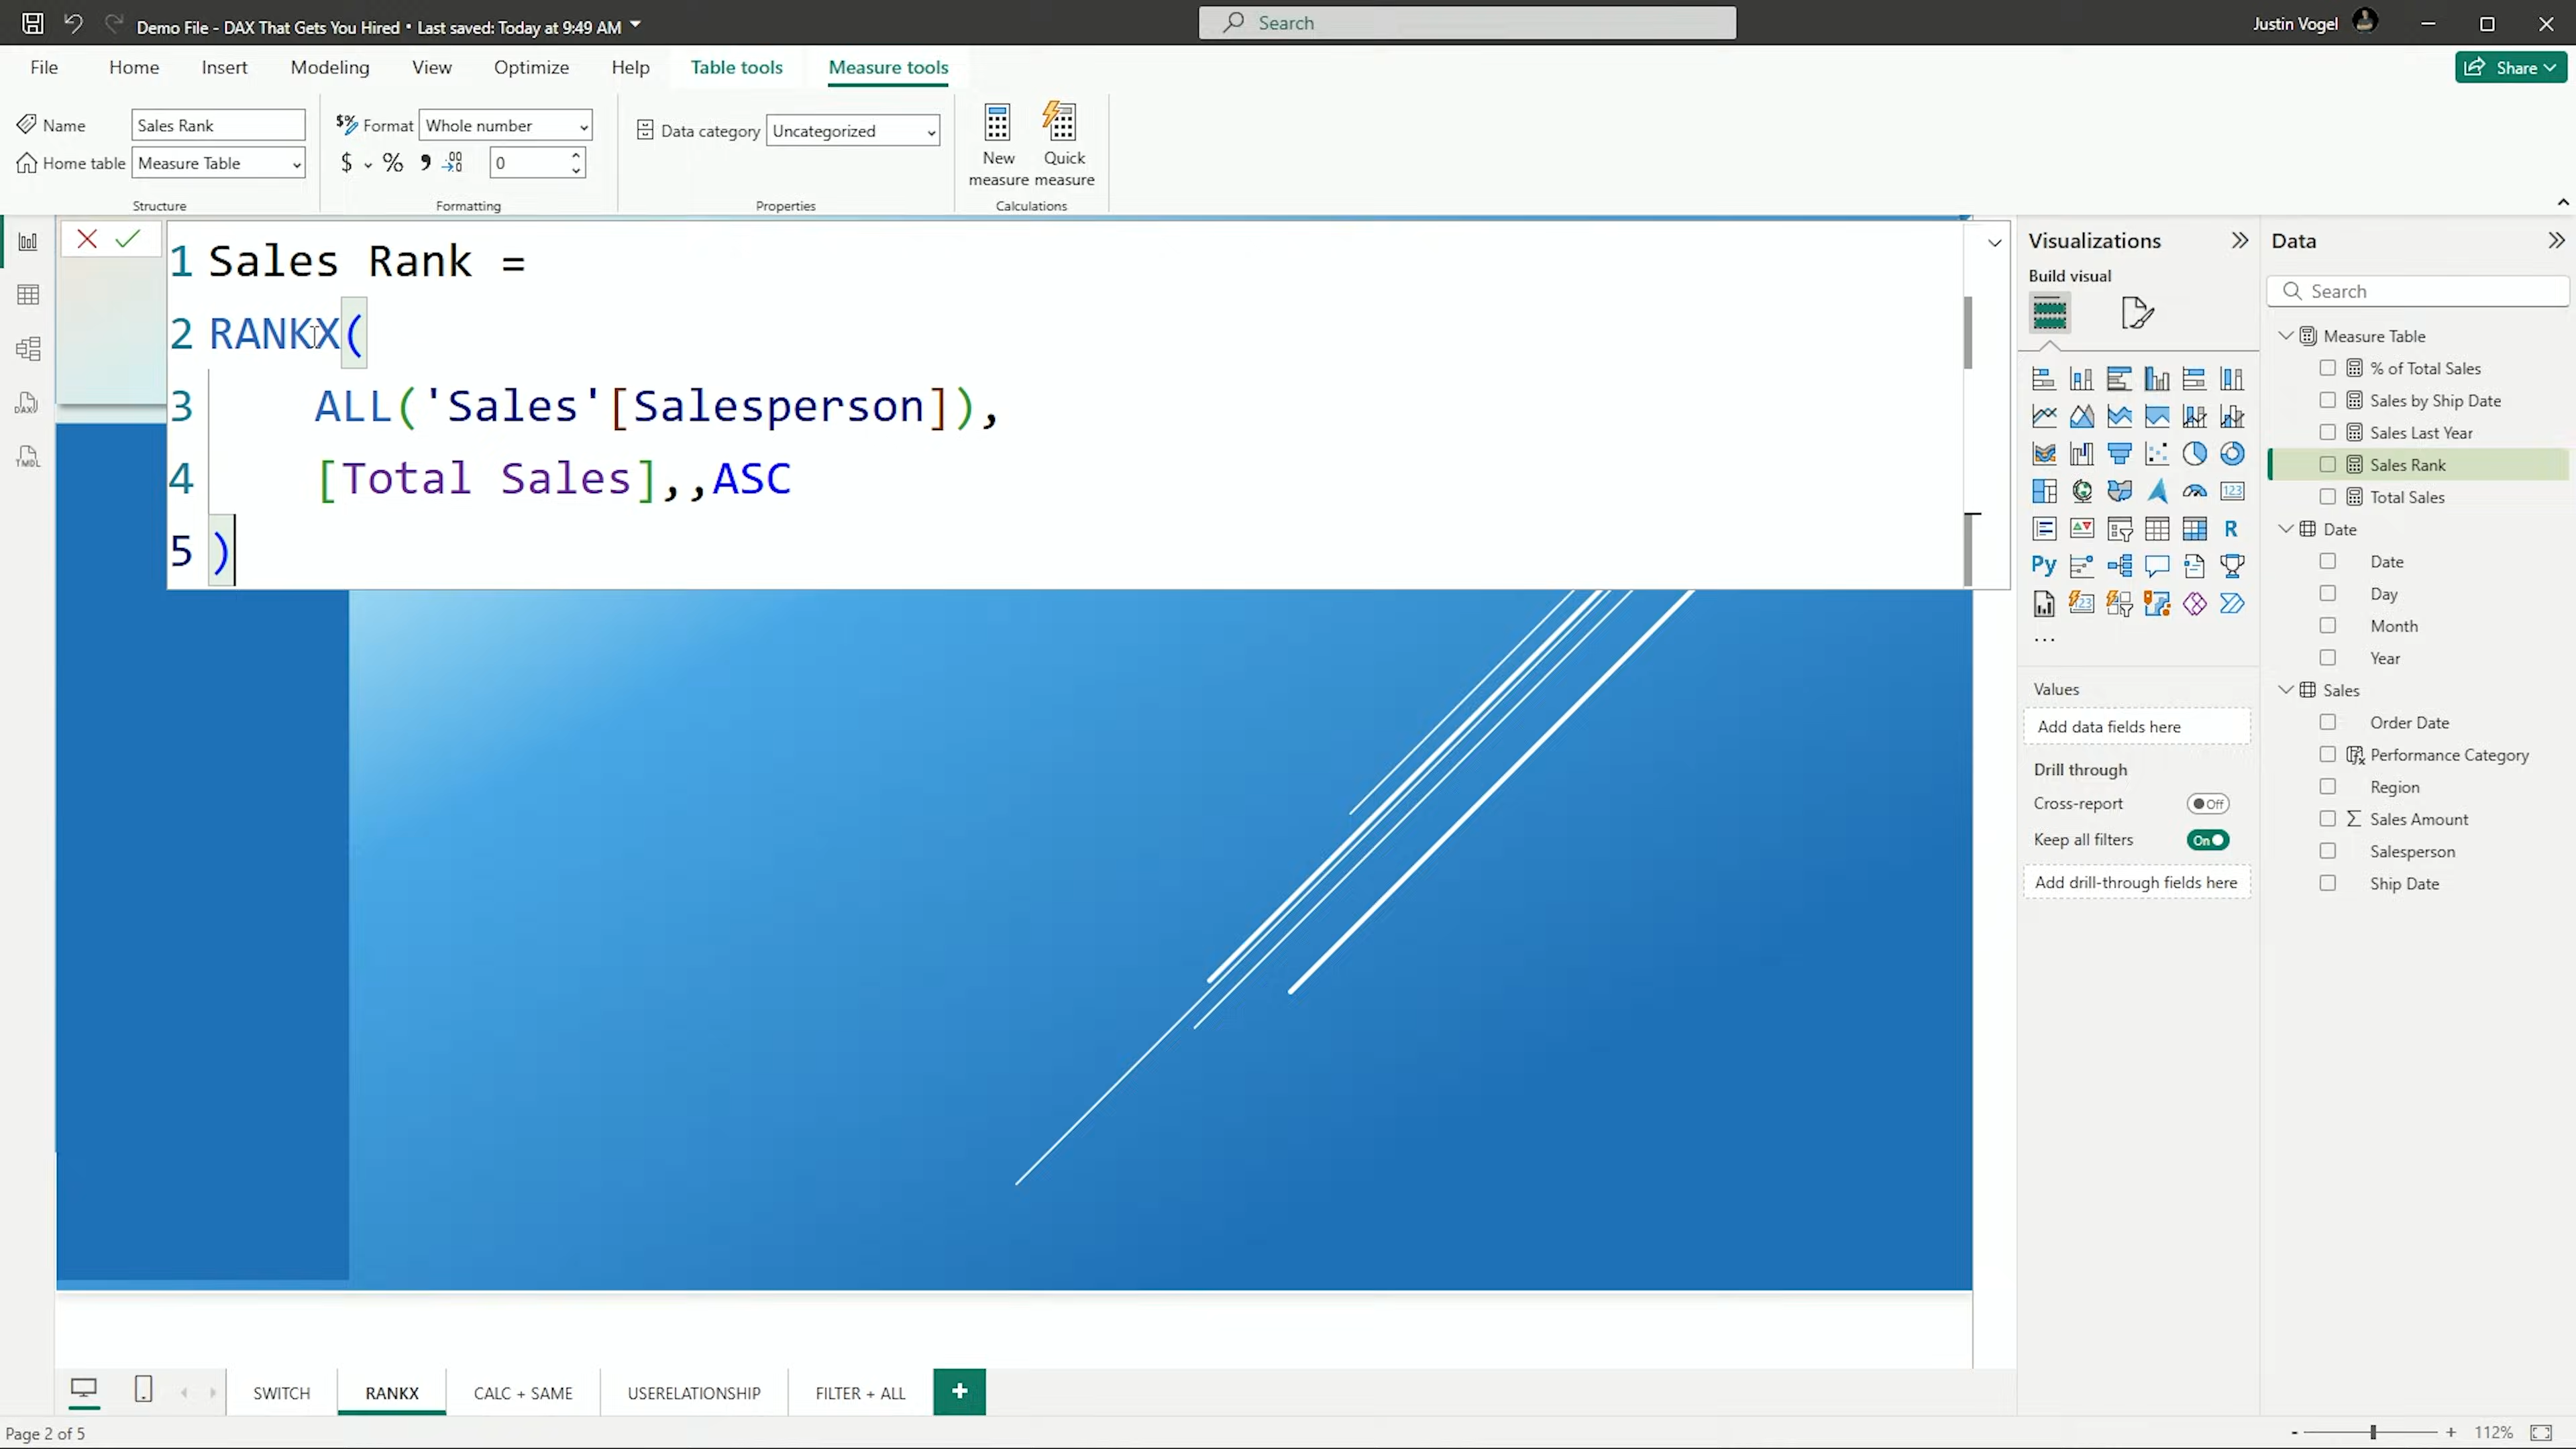 Demo File - DAX That Gets You Hired • Last saved: Today at 9:49 AM
Search
Justin Vogel
File Home Insert Modeling View Optimize Help Table tools Measure tools
Share
Name Sales Rank
Home table Measure Table
Structure
Format Whole number
$ % 0
Formatting
Data category Uncategorized
Properties
New measure
Quick measure
Calculations
1 Sales Rank =
2 RANKX(
3 ALL('Sales'[Salesperson]),
4 [Total Sales],,ASC
5 )
DAX
TMDL
Visualizations
Build visual
123
R
Py
123
...
Values
Add data fields here
Drill through
Cross-report Off
Keep all filters On
Add drill-through fields here
Data
Search
Measure Table
% of Total Sales
Sales by Ship Date
Sales Last Year
Sales Rank
Total Sales
Date
Date
Day
Month
Year
Sales
Order Date
Performance Category
Region
Sales Amount
Salesperson
Ship Date
SWITCH RANKX CALC + SAME USERELATIONSHIP FILTER + ALL +
Page 2 of 5
- + 112%